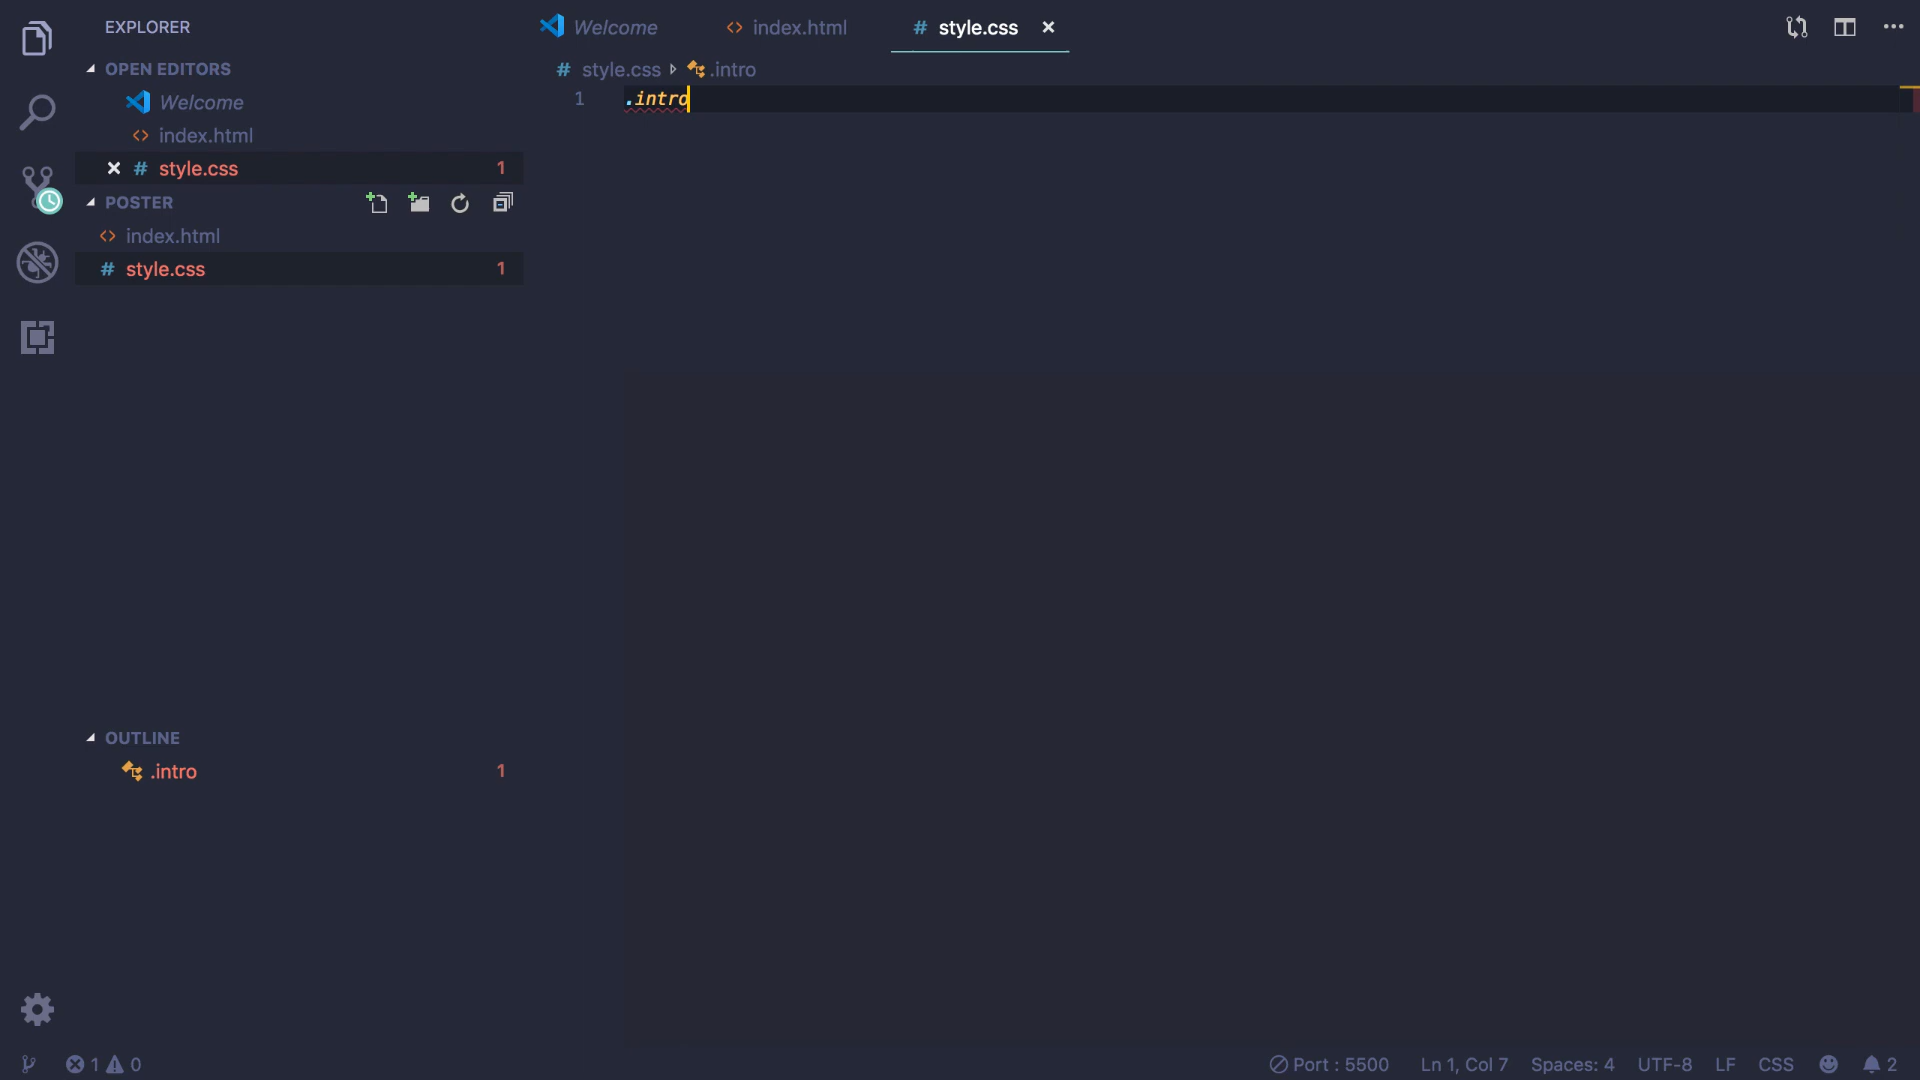 EXPLORER
OPEN EDITORS
Welcome
index.html
style.css 1
POSTER
index.html
style.css 1
OUTLINE
.intro 1
Welcome
index.html
# style.css
# style.css .intro
1 .intro
1 0
Port : 5500 Ln 1, Col 7 Spaces: 4 UTF-8 LF CSS 2